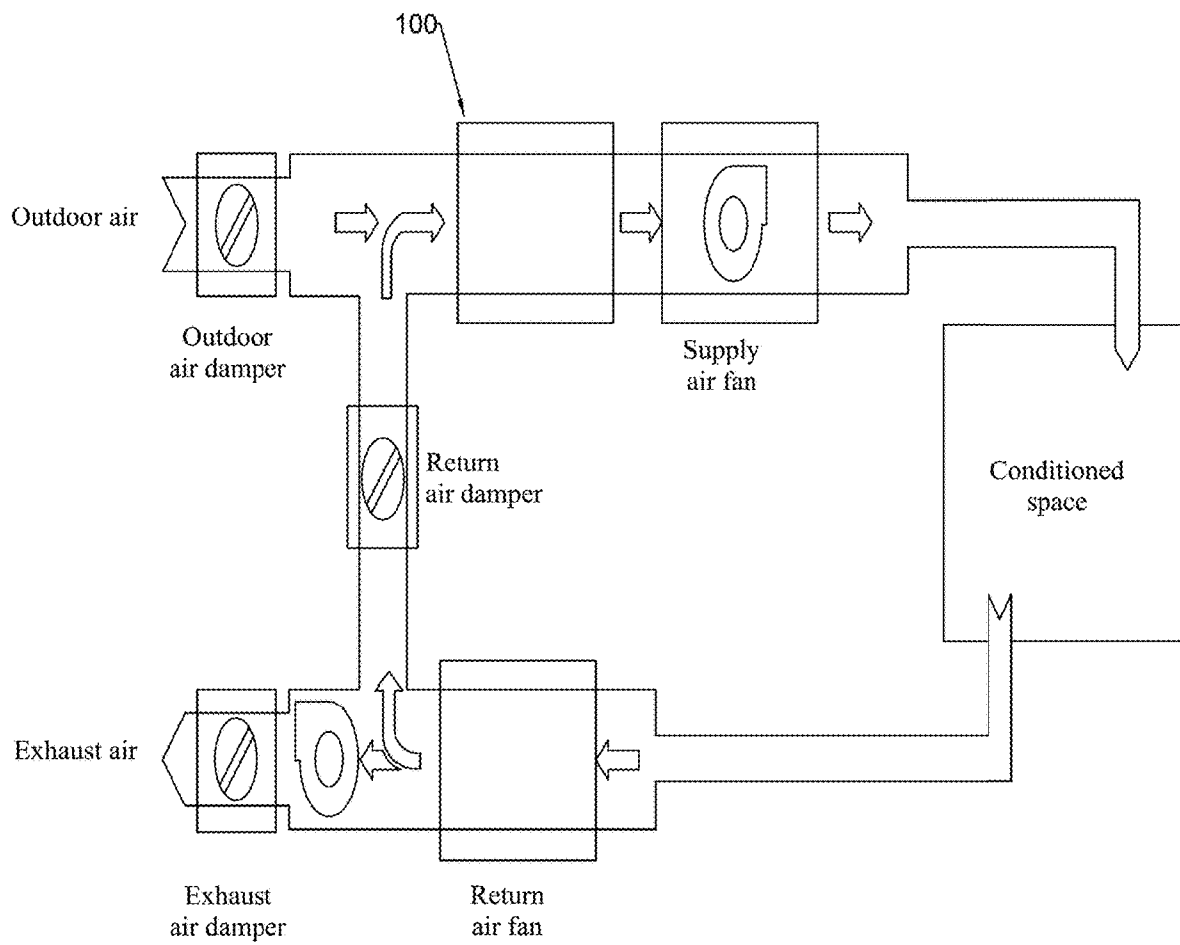 100
Outdoor air
Outdoor
air damper
Supply
air fan
Return
air damper
Conditioned
space
Exhaust air
Exhaust
air damper
Return
air fan